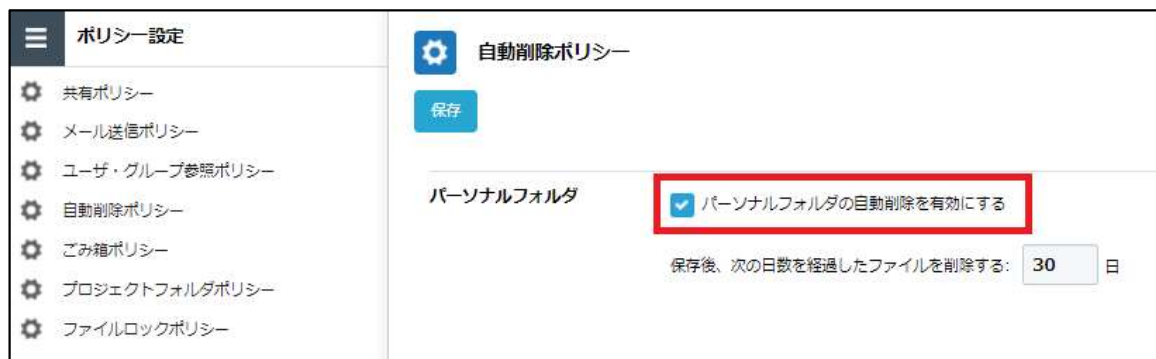 ポリシー設定
共有ポリシー
メール送信ポリシー
ユーザ・グループ参照ポリシー
自動削除ポリシー
ごみ箱ポリシー
プロジェクトフォルダポリシー
ファイルロックポリシー
自動削除ポリシー
保存
パーソナルフォルダ
パーソナルフォルダの自動削除を有効にする
保存後、次の日数を経過したファイルを削除する: 30 日